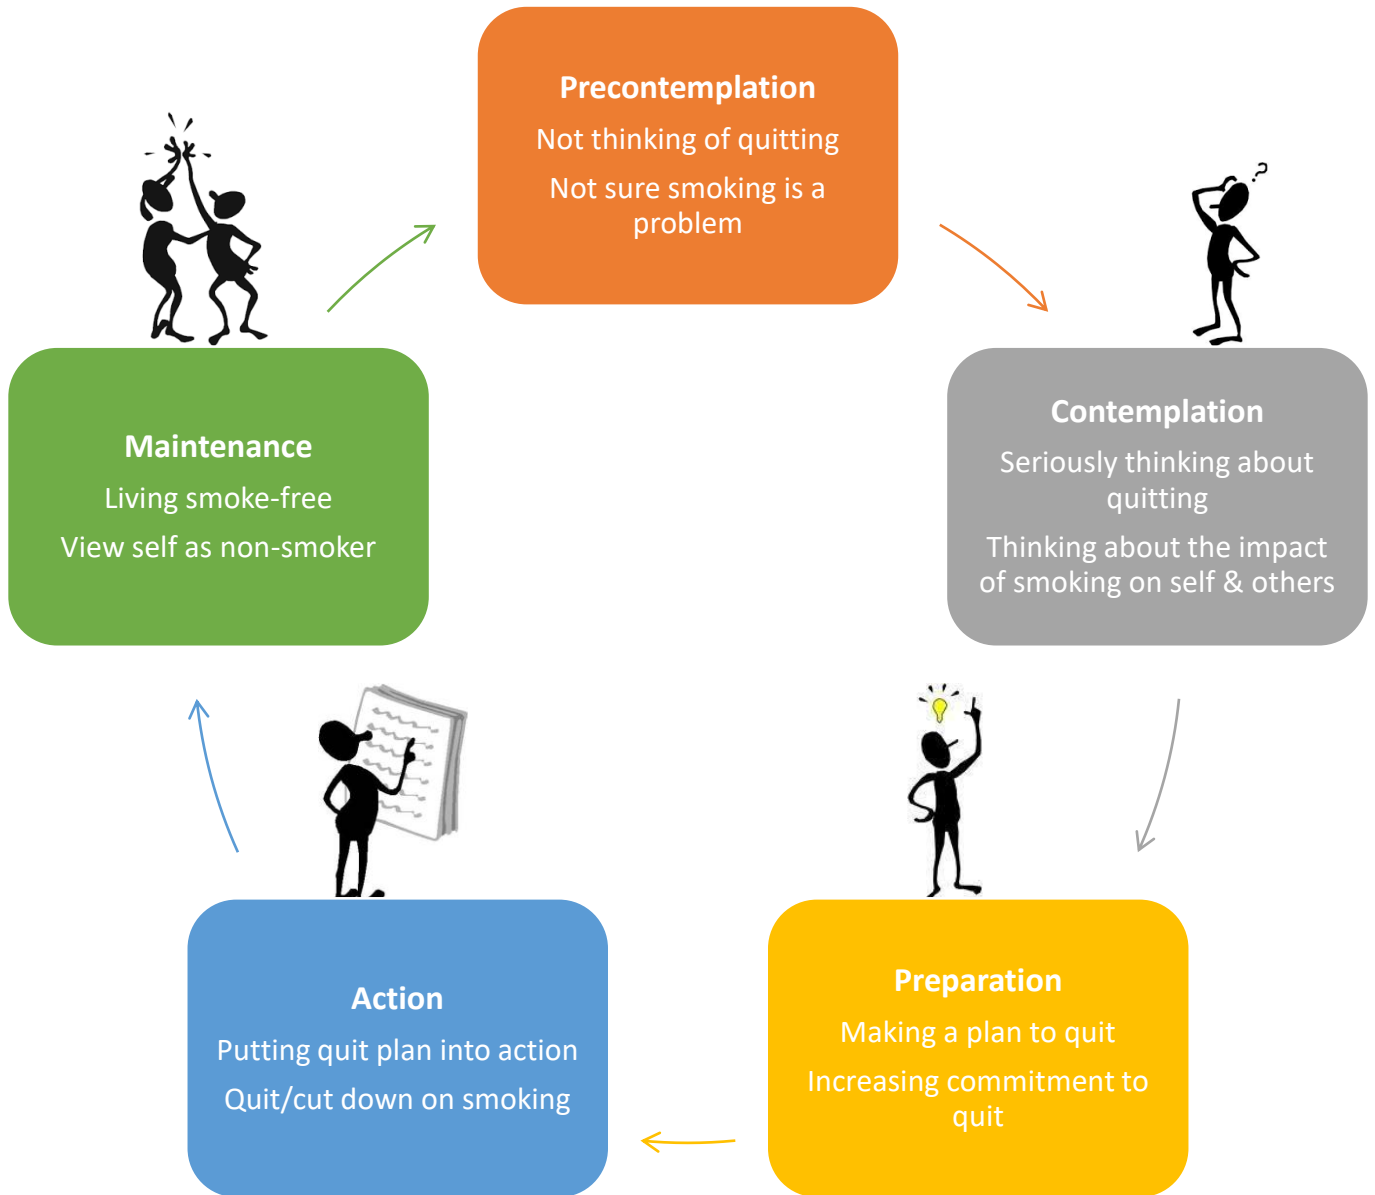 Precontemplation
Not thinking of quitting
Not sure smoking is a
problem
?
Contemplation
Seriously thinking about
quitting
Thinking about the impact
of smoking on self & others
Preparation
Making a plan to quit
Increasing commitment to
quit
Action
Putting quit plan into action
Quit/cut down on smoking
Maintenance
Living smoke-free
View self as non-smoker